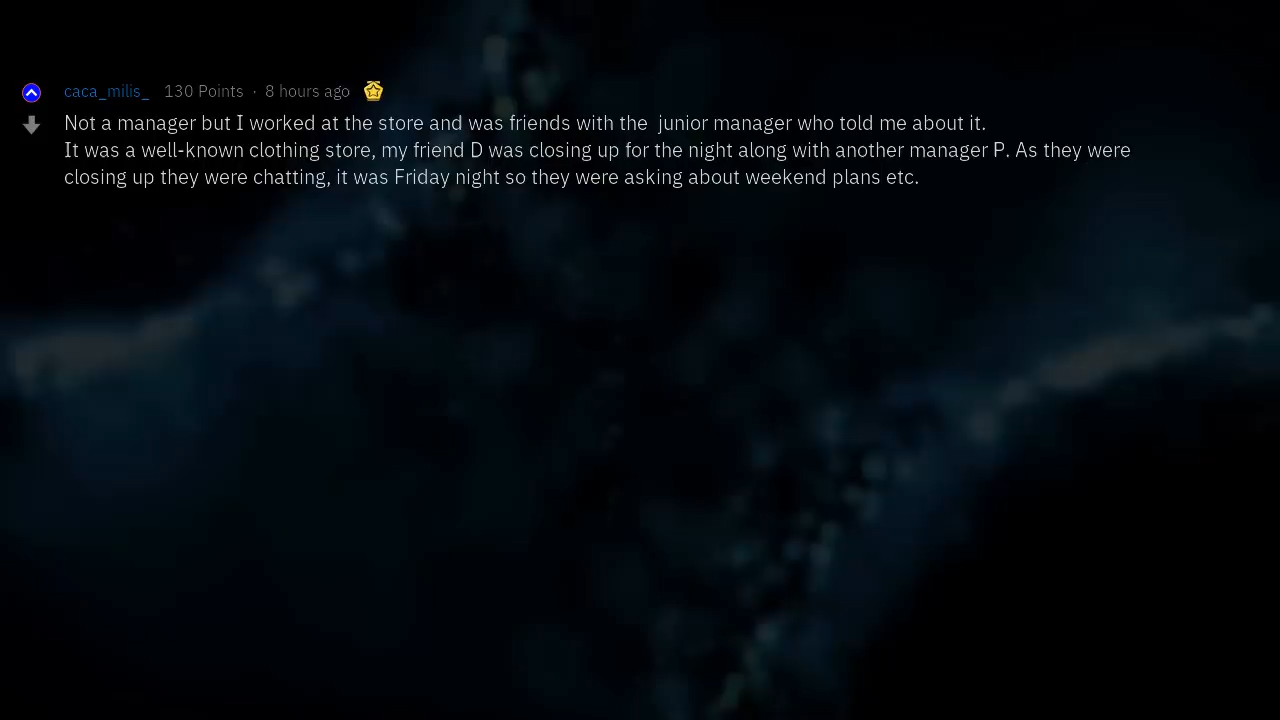 caca_milis_ 130 Points · 8 hours ago
Not a manager but I worked at the store and was friends with the  junior manager who told me about it.
It was a well-known clothing store, my friend D was closing up for the night along with another manager P. As they were
closing up they were chatting, it was Friday night so they were asking about weekend plans etc.